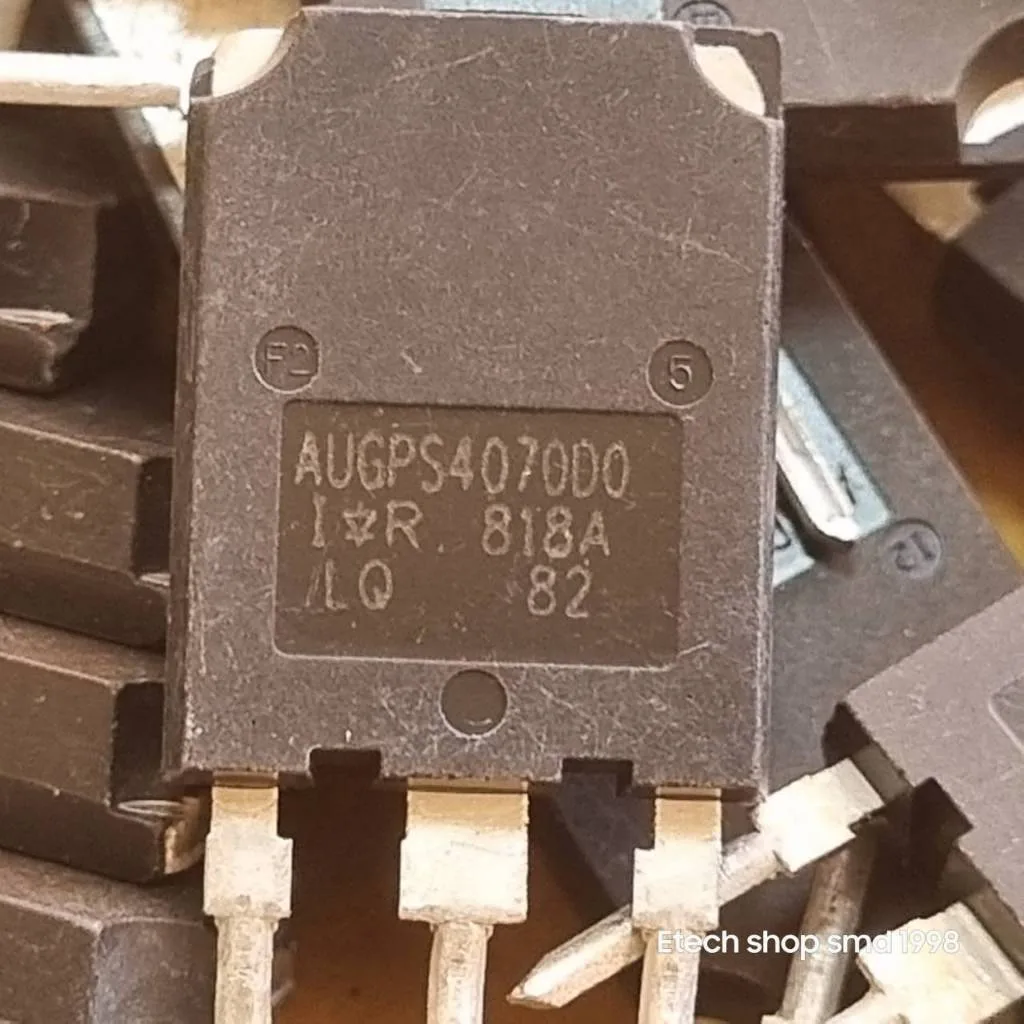 F2
5
AUGPS4070D0
I R 818A
LQ 82
Etech shop smd 1998